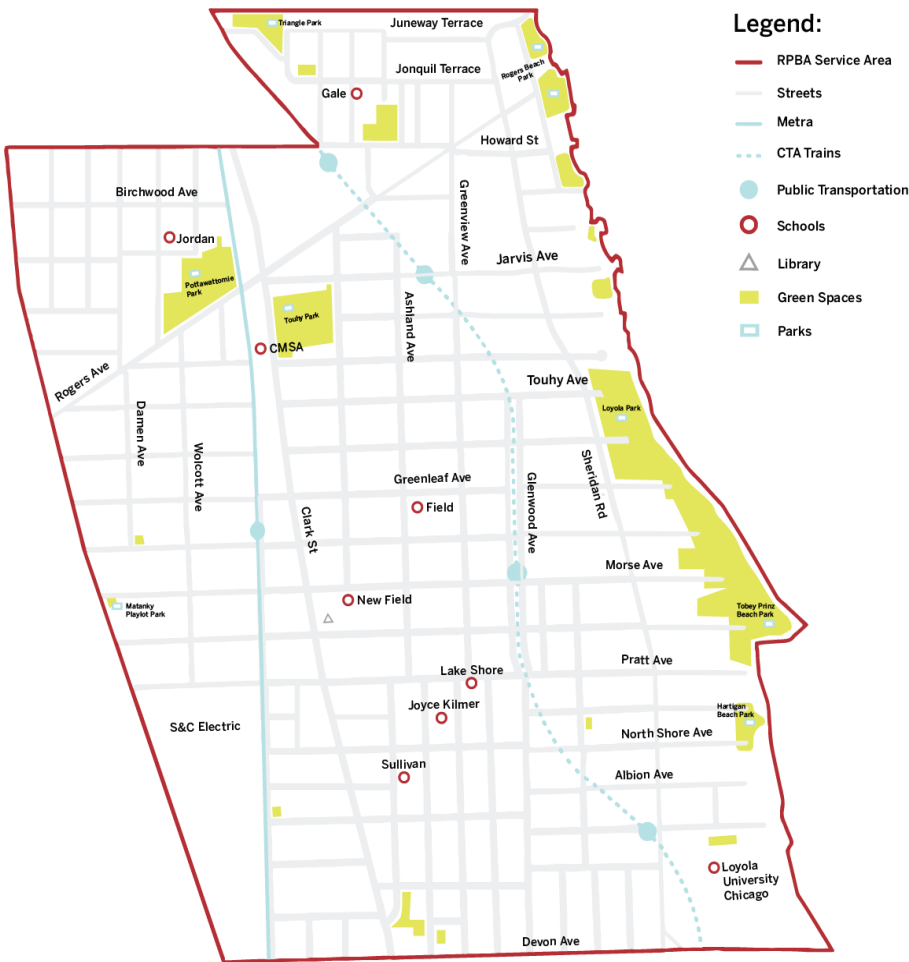 Legend:
RPBA Service Area
Streets
Metra
CTA Trains
Public Transportation
Schools
Library
Green Spaces
Parks
Triangle Park
Juneway Terrace
Rogers Beach
Park
Jonquil Terrace
Gale
Howard St
Birchwood Ave
Greenview Ave
Jordan
Jarvis Ave
Pottawattomie
Park
Ashland Ave
Touhy Park
CMSA
Rogers Ave
Touhy Ave
Loyola Park
Damen Ave
Wolcott Ave
Greenleaf Ave
Sheridan Rd
Glenwood Ave
Field
Clark St
Morse Ave
New Field
Matanky
Playlot Park
Tobey Prinz
Beach Park
Pratt Ave
Lake Shore
Joyce Kilmer
Hartigan
Beach Park
S&C Electric
North Shore Ave
Sullivan
Albion Ave
Loyola
University
Chicago
Devon Ave